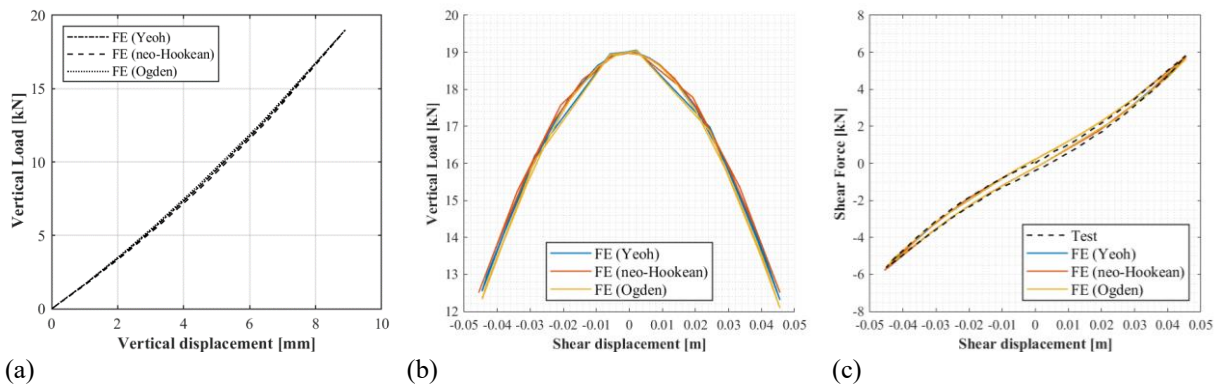 20
15
10
5
0
0
2
4
6
8
10
Vertical Load [kN]
Vertical displacement [mm]
FE (Yeoh)
FE (neo-Hookean)
FE (Ogden)
(a)
20
19
18
17
16
15
14
13
12
-0.05
-0.04
-0.03
-0.02
-0.01
0
0.01
0.02
0.03
0.04
0.05
Vertical Load [kN]
Shear displacement [m]
FE (Yeoh)
FE (neo-Hookean)
FE (Ogden)
(b)
8
6
4
2
0
-2
-4
-6
-8
-0.05
-0.04
-0.03
-0.02
-0.01
0
0.01
0.02
0.03
0.04
0.05
Shear Force [kN]
Shear displacement [m]
Test
FE (Yeoh)
FE (neo-Hookean)
FE (Ogden)
(c)